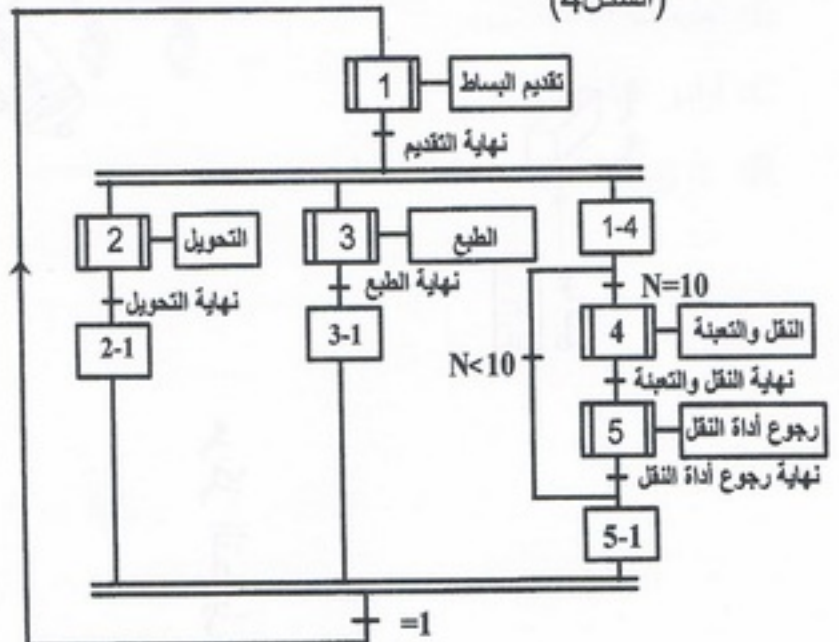 (الشكل4)
1
تقديم البساط
نهاية التقديم
2
التحويل
3
الطبع
1-4
نهاية التحويل
نهاية الطبع
N=10
2-1
3-1
N<10
4
النقل والتعبئة
نهاية النقل والتعبئة
5
رجوع أداة النقل
نهاية رجوع أداة النقل
5-1
=1